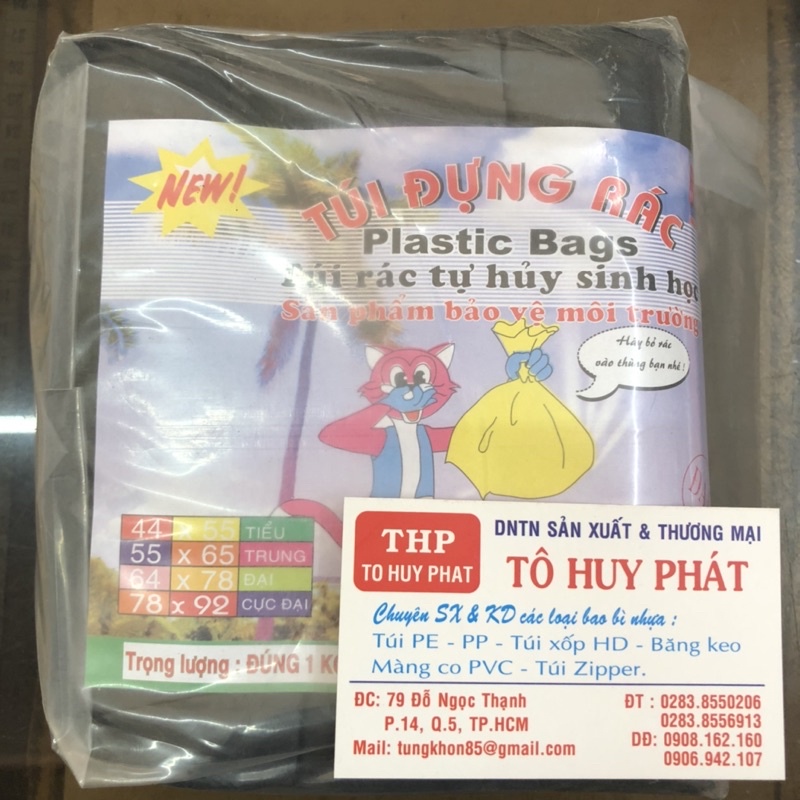 NEW!
TÚI ĐỰNG RÁC
Plastic Bags
Túi rác tự hủy sinh học
Sản phẩm bảo vệ môi trường
Hãy bỏ rác
vào thùng bạn nhé!
44 x 55 TIỂU
55 x 65 TRUNG
64 x 78 ĐẠI
78 x 92 CỰC ĐẠI
Trọng lượng : ĐÚNG 1 KG
THP
TO HUY PHAT
DNTN SẢN XUẤT & THƯƠNG MẠI
TÔ HUY PHÁT
Chuyên SX & KD các loại bao bì nhựa :
Túi PE - PP - Túi xốp HD - Băng keo
Màng co PVC - Túi Zipper.
ĐC: 79 Đỗ Ngọc Thạnh
P.14, Q.5, TP.HCM
Mail: tungkhon85@gmail.com
ĐT : 0283.8550206
0283.8556913
DĐ: 0908.162.160
0906.942.107